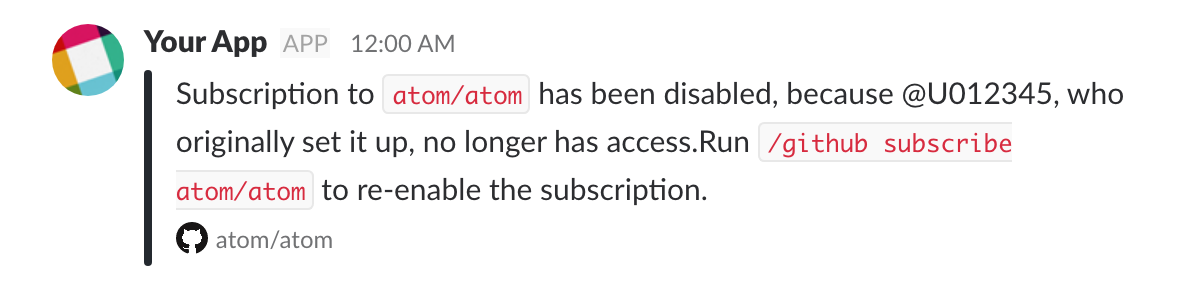 Your App APP 12:00 AM
Subscription to atom/atom has been disabled, because @U012345, who
originally set it up, no longer has access.Run /github subscribe
atom/atom to re-enable the subscription.
atom/atom